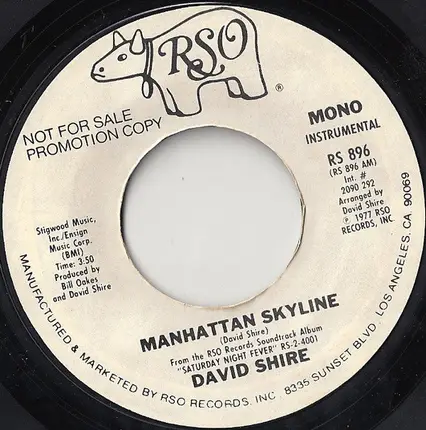 RSO
®
NOT FOR SALE
PROMOTION COPY
MONO
INSTRUMENTAL
RS 896
(RS 896 AM)
Int. #
2090 292
Arranged by
David Shire
℗ 1977 RSO
RECORDS, INC.
Stigwood Music,
Inc./Ensign
Music Corp.
(BMI)
Time: 3:50
Produced by
Bill Oakes
and David Shire
MANHATTAN SKYLINE
(David Shire)
From the RSO Records Soundtrack Album
"SATURDAY NIGHT FEVER" RS-2-4001
DAVID SHIRE
MANUFACTURED & MARKETED BY RSO RECORDS, INC. 8335 SUNSET BLVD. LOS ANGELES, CA. 90069